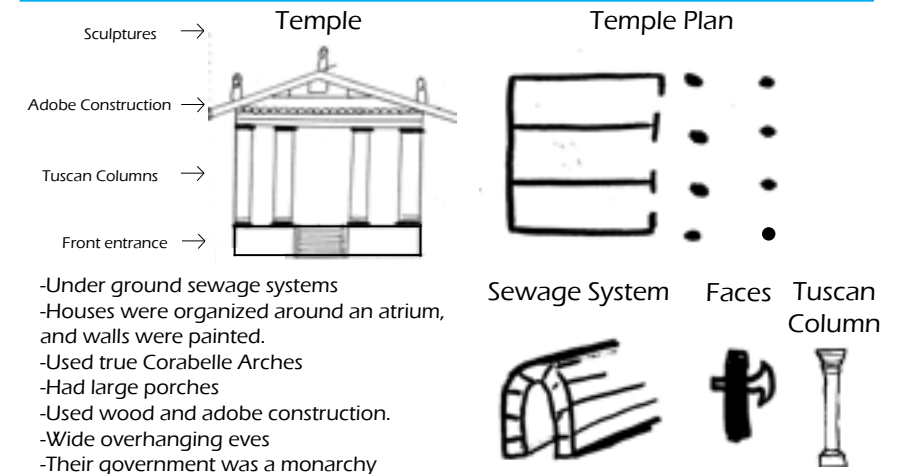 Temple
Temple Plan
Sculptures
Adobe Construction
Tuscan Columns
Front entrance
-Under ground sewage systems
-Houses were organized around an atrium,
and walls were painted.
-Used true Corabelle Arches
-Had large porches
-Used wood and adobe construction.
-Wide overhanging eves
-Their government was a monarchy
Sewage System
Faces
Tuscan
Column